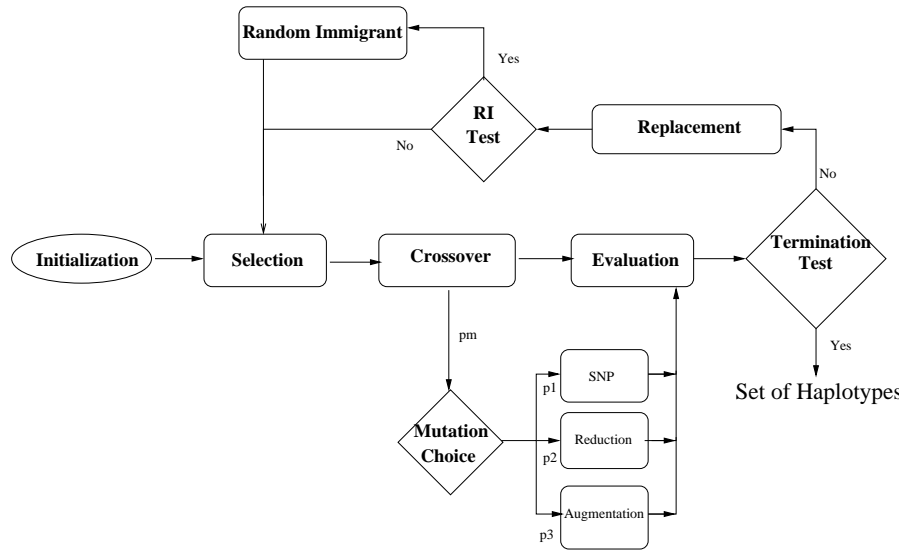 Random Immigrant
Yes
RI
Test
Replacement
No
No
Initialization
Selection
Crossover
Evaluation
Termination
Test
pm
Yes
SNP
p1
Set of Haplotypes
Mutation
Choice
Reduction
p2
Augmentation
p3